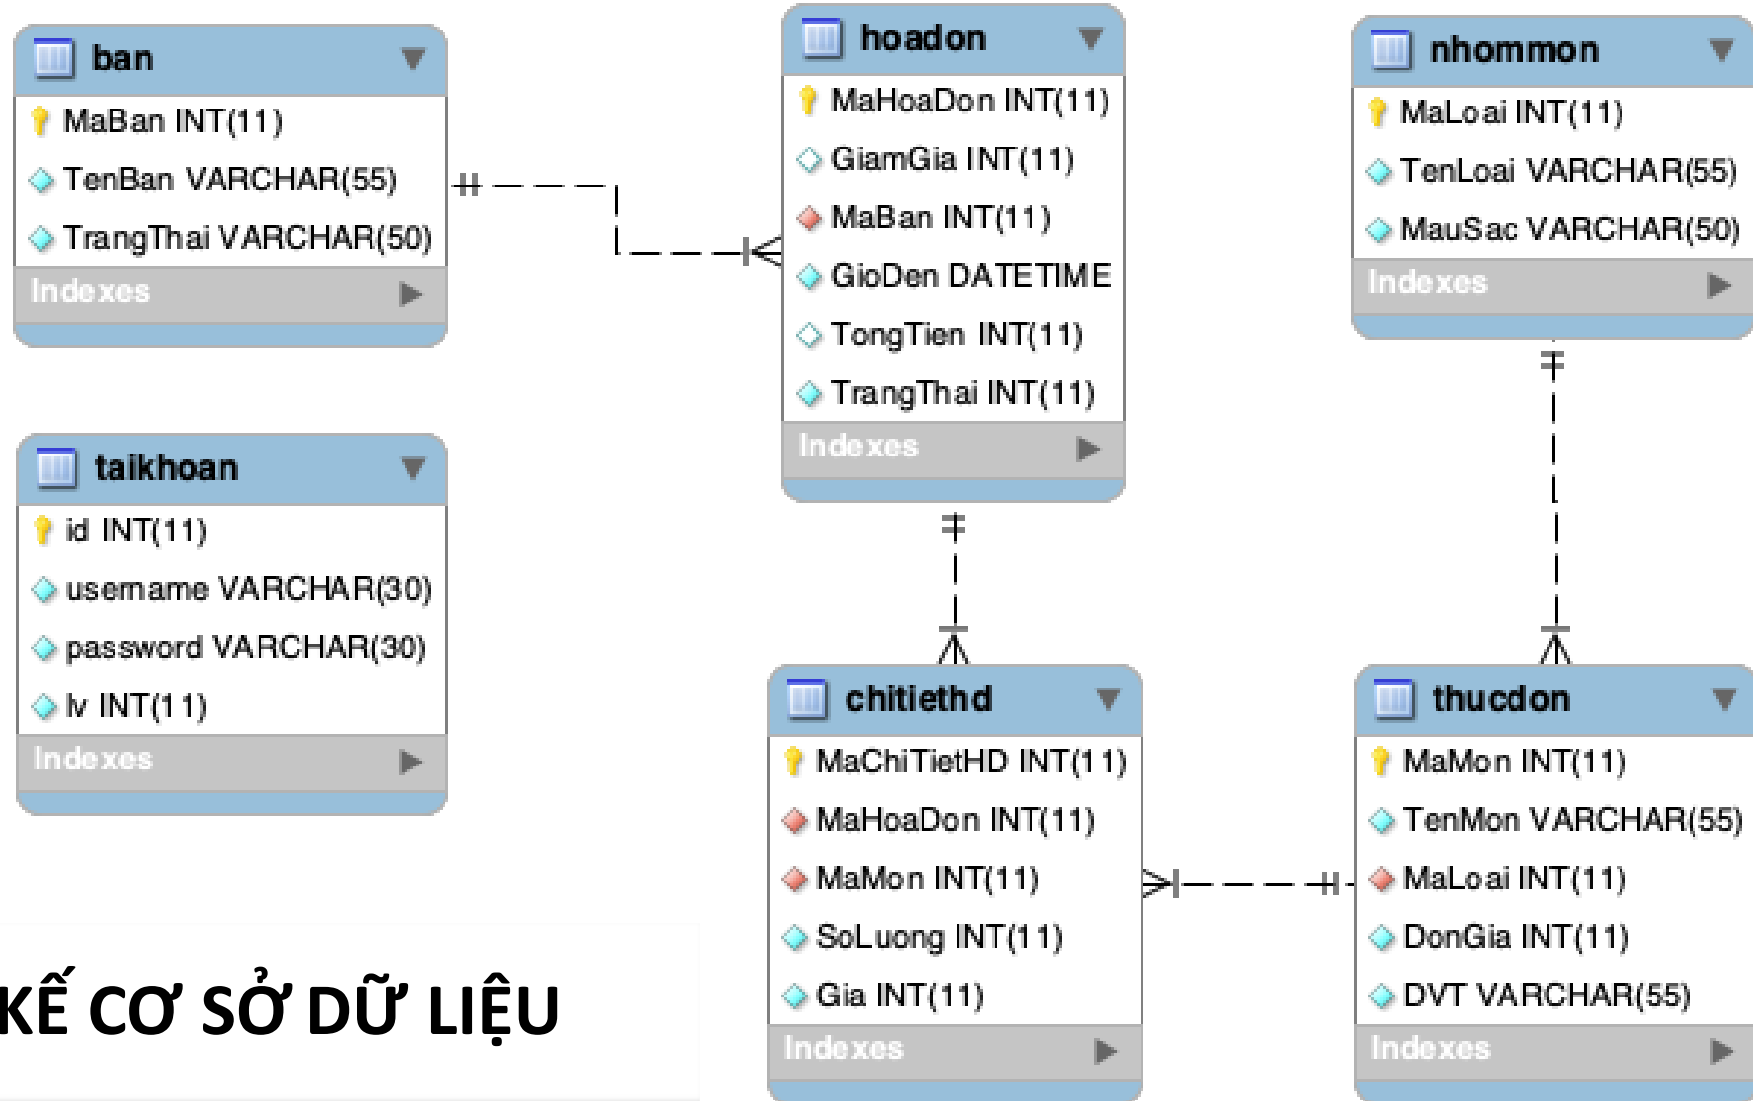 ban
MaBan INT(11)
TenBan VARCHAR(55)
TrangThai VARCHAR(50)
Indexes
hoadon
MaHoaDon INT(11)
GiamGia INT(11)
MaBan INT(11)
GioDen DATETIME
TongTien INT(11)
TrangThai INT(11)
Indexes
nhommon
MaLoai INT(11)
TenLoai VARCHAR(55)
MauSac VARCHAR(50)
Indexes
taikhoan
id INT(11)
username VARCHAR(30)
password VARCHAR(30)
lv INT(11)
Indexes
chitiethd
MaChiTietHD INT(11)
MaHoaDon INT(11)
MaMon INT(11)
SoLuong INT(11)
Gia INT(11)
Indexes
thucdon
MaMon INT(11)
TenMon VARCHAR(55)
MaLoai INT(11)
DonGia INT(11)
DVT VARCHAR(55)
Indexes
KẾ CƠ SỞ DỮ LIỆU